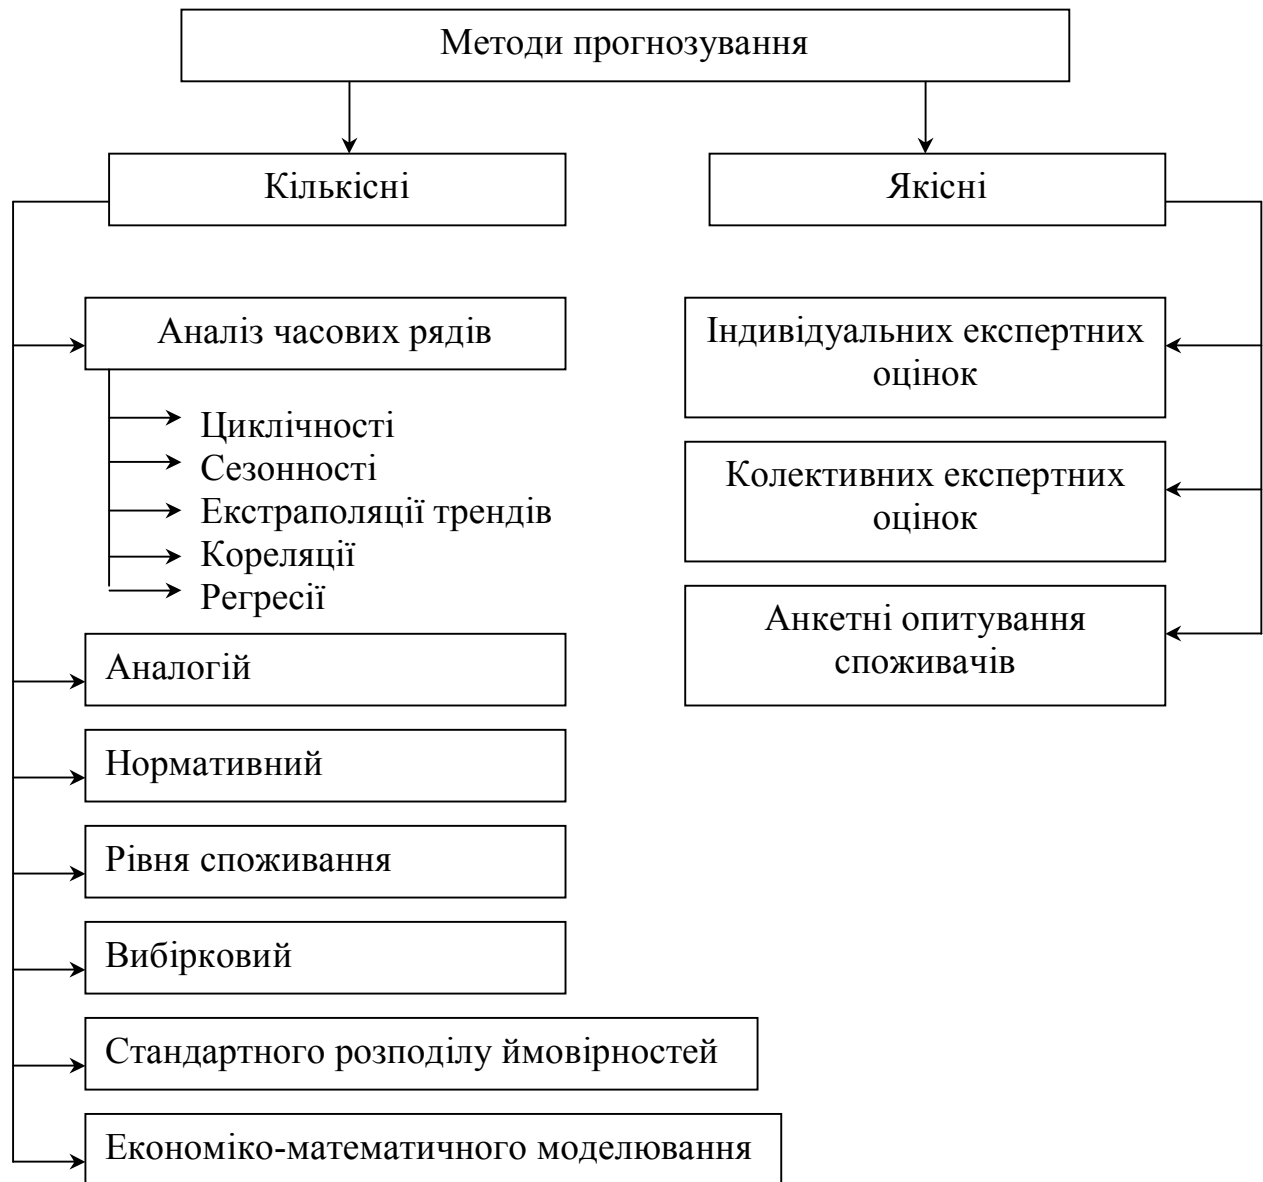 Методи прогнозування
Кількісні
Якісні
Аналіз часових рядів
Циклічності
Сезонності
Екстраполяції трендів
Кореляції
Регресії
Аналогій
Нормативний
Рівня споживання
Вибірковий
Стандартного розподілу ймовірностей
Економіко-математичного моделювання
Індивідуальних експертних
оцінок
Колективних експертних
оцінок
Анкетні опитування
споживачів